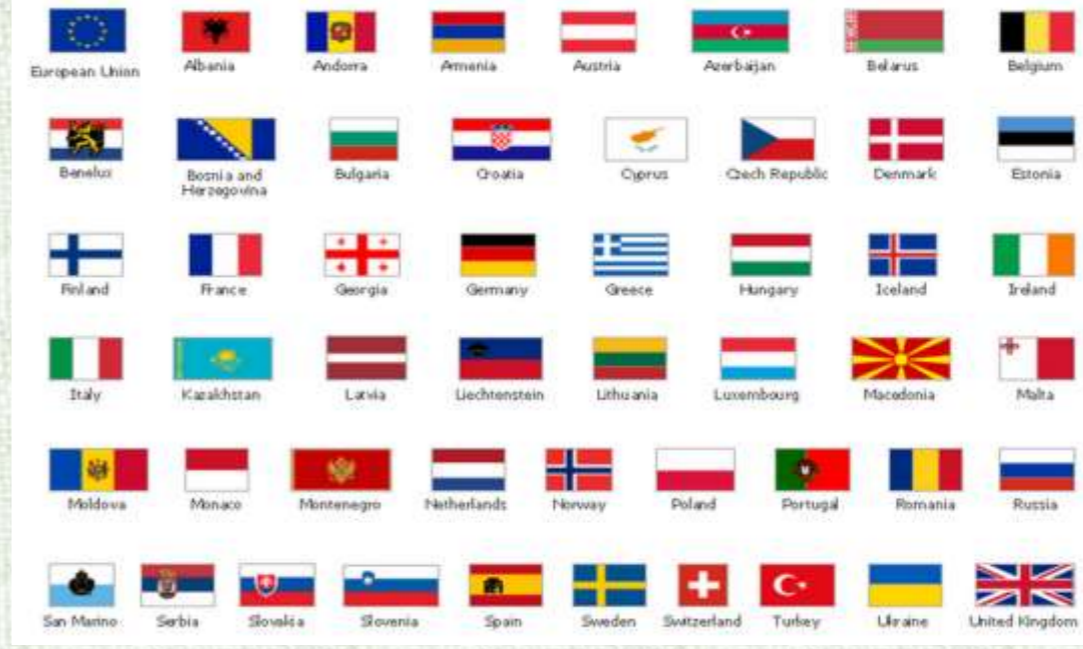 European Union Albania Andorra Armenia Austria Azerbaijan Belarus Belgium
Benelux Bosnia and Herzegovina Bulgaria Croatia Cyprus Czech Republic Denmark Estonia
Finland France Georgia Germany Greece Hungary Iceland Ireland
Italy Kazakhstan Latvia Liechtenstein Lithuania Luxembourg Macedonia Malta
Moldova Monaco Montenegro Netherlands Norway Poland Portugal Romania Russia
San Marino Serbia Slovakia Slovenia Spain Sweden Switzerland Turkey Ukraine United Kingdom